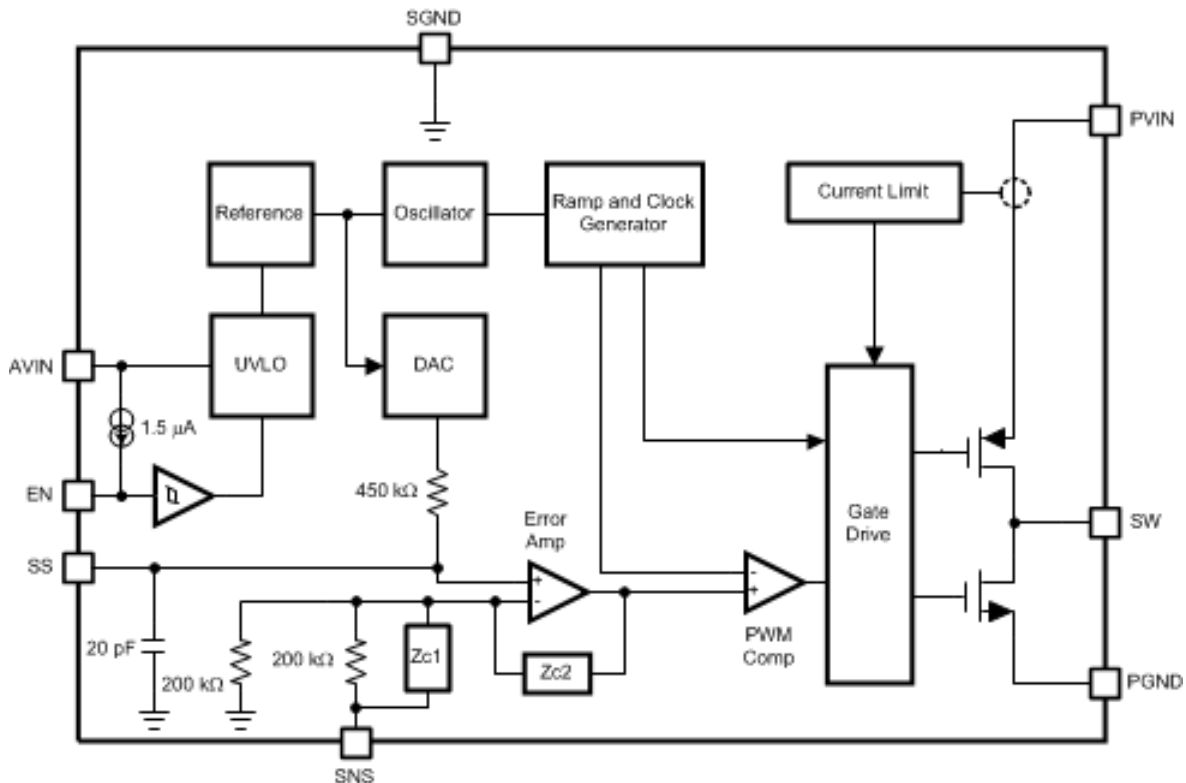 SGND
PVIN
Reference
Oscillator
Ramp and Clock
Generator
Current Limit
AVIN
UVLO
DAC
1.5 μA
EN
450 kΩ
Error
Amp
Gate
Drive
SW
SS
+
-
-
+
20 pF
200 kΩ
200 kΩ
Zc1
Zc2
PWM
Comp
PGND
SNS